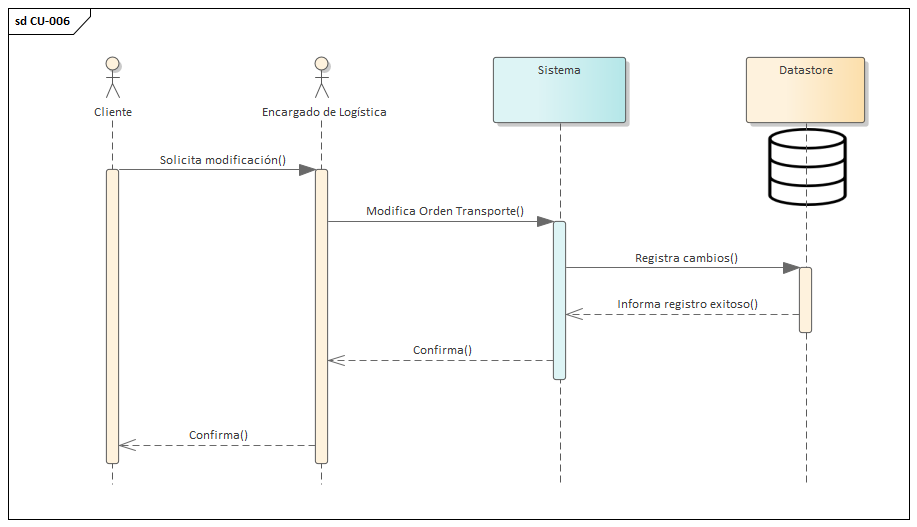 sd CU-006
Sistema
Datastore
Cliente
Encargado de Logística
Solicita modificación()
Modifica Orden Transporte()
Registra cambios()
Informa registro exitoso()
Confirma()
Confirma()